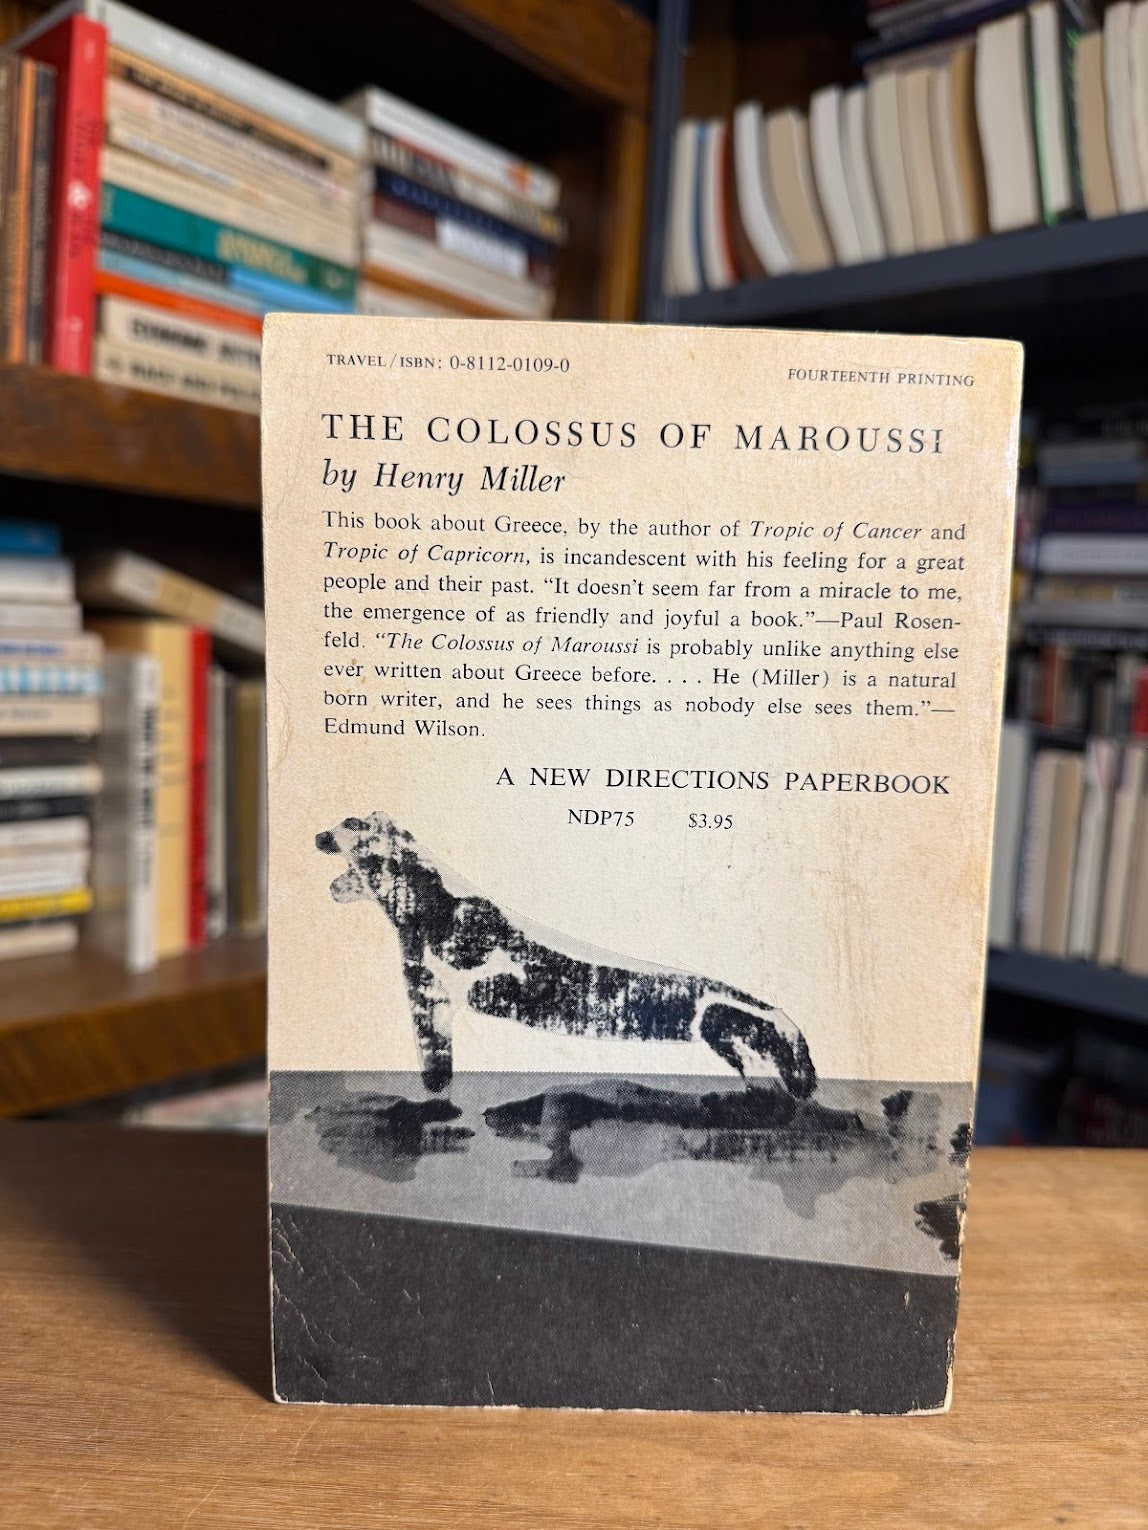 TRAVEL/ISBN: 0-8112-0109-0
FOURTEENTH PRINTING
THE COLOSSUS OF MAROUSSI
by Henry Miller
This book about Greece, by the author of Tropic of Cancer and
Tropic of Capricorn, is incandescent with his feeling for a great
people and their past. “It doesn’t seem far from a miracle to me,
the emergence of as friendly and joyful a book.”—Paul Rosen-
feld. “The Colossus of Maroussi is probably unlike anything else
ever written about Greece before. . . . He (Miller) is a natural
born writer, and he sees things as nobody else sees them.”—
Edmund Wilson.
A NEW DIRECTIONS PAPERBOOK
NDP75 $3.95